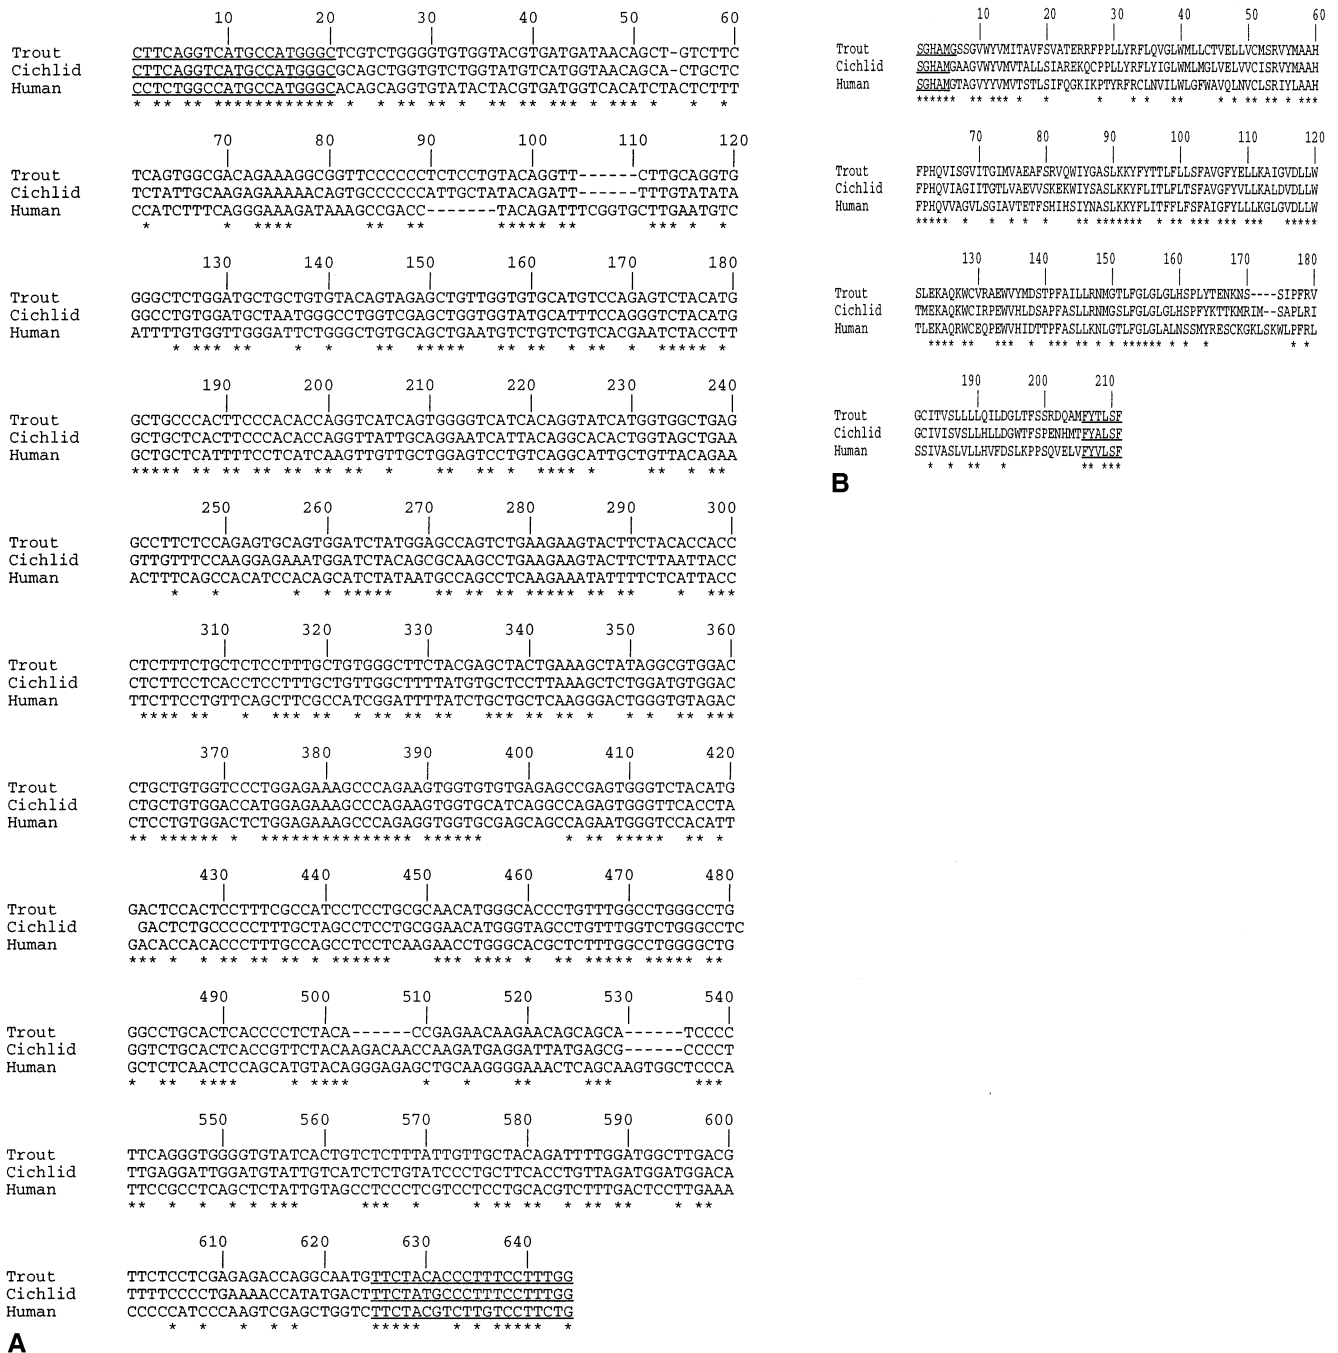 10 20 30 40 50 60
Trout CTTCAGGTCATGCCATGGGCTCGTCTGGGGTGTGGTACGTGATGATAACAGCT-GTCTTC
Cichlid CTTCAGGTCATGCCATGGGCGCAGCTGGTGTCTGGTATGTCATGGTAACAGCA-CTGCTC
Human CCTCTGGCCATGCCATGGGCACAGCAGGTGTATACTACGTGATGGTCACATCTACTCTTT
* ** ** ************ * * ** ** * ** ** ** ** * * *
70 80 90 100 110 120
Trout TCAGTGGCGACAGAAAGGCGGTTCCCCCCTCTCCTGTACAGGTT------CTTGCAGGTG
Cichlid TCTATTGCAAGAGAAAAACAGTGCCCCCCATTGCTATACAGATT------TTTGTATATA
Human CCATCTTTCAGGGAAAGATAAAGCCGACC-------TACAGATTTCGGTGCTTGAATGTC
* * **** ** * ***** ** *** * *
130 140 150 160 170 180
Trout GGGCTCTGGATGCTGCTGTGTACAGTAGAGCTGTTGGTGTGCATGTCCAGAGTCTACATG
Cichlid GGCCTGTGGATGCTAATGGGCCTGGTCGAGCTGGTGGTATGCATTTCCAGGGTCTACATG
Human ATTTTGTGGTTGGGATTCTGGGCTGTGCAGCTGAATGTCTGTCTGTCACGAATCTACCTT
* *** ** * * ** ***** ** ** * ** * ***** *
190 200 210 220 230 240
Trout GCTGCCCACTTCCCACACCAGGTCATCAGTGGGGTCATCACAGGTATCATGGTGGCTGAG
Cichlid GCTGCTCACTTCCCACACCAGGTTATTGCAGGAATCATTACAGGCACACTGGTAGCTGAA
Human GCTGCTCATTTTCCTCATCAAGTTGTTGCTGGAGTCCTGTCAGGCATTGCTGTTACAGAA
***** ** ** ** ** ** ** * ** ** * **** * ** * **
250 260 270 280 290 300
Trout GCCTTCTCCAGAGTGCAGTGGATCTATGGAGCCAGTCTGAAGAAGTACTTCTACACCACC
Cichlid GTTGTTTCCAAGGAGAAATGGATCTACAGCGCAAGCCTGAAGAAGTACTTCTTAATTACC
Human ACTTTCAGCCACATCCACAGCATCTATAATGCCAGCCTCAAGAAATATTTTCTCATTACC
* * * * ***** ** ** ** ***** ** ** * ***
310 320 330 340 350 360
Trout CTCTTTCTGCTCTCCTTTGCTGTGGGCTTCTACGAGCTACTGAAAGCTATAGGCGTGGAC
Cichlid CTCTTCCTCACCTCCTTTGCTGTTGGCTTTTATGTGCTCCTTAAAGCTCTGGATGTGGAC
Human TTCTTCCTGTTCAGCTTCGCCATCGGATTTTATCTGCTGCTCAAGGGACTGGGTGTAGAC
**** ** * *** ** * ** ** ** *** ** ** * * * ** ***
370 380 390 400 410 420
Trout CTGCTGTGGTCCCTGGAGAAAGCCCAGAAGTGGTGTGTGAGAGCCGAGTGGGTCTACATG
Cichlid CTGCTGTGGACCATGGAGAAAGCCCAGAAGTGGTGCATCAGGCCAGAGTGGGTTCACCTA
Human CTCCTGTGGACTCTGGAGAAAGCCCAGAGGTGGTGCGAGCAGCCAGAATGGGTCCACATT
** ****** * *************** ****** * ** **** ** *
430 440 450 460 470 480
Trout GACTCCACTCCTTTCGCCATCCTCCTGCGCAACATGGGCACCCTGTTTGGCCTGGGCCTG
Cichlid GACTCTGCCCCCTTTGCTAGCCTCCTGCGGAACATGGGTAGCCTGTTTGGTCTGGGCCTC
Human GACACCACACCCTTTGCCAGCCTCCTCAAGAACCTGGGCACGCTCTTTGGCCTGGGGCTG
*** * * ** ** ** * ****** *** **** * ** ***** ***** **
490 500 510 520 530 540
Trout GGCCTGCACTCACCCCTCTACA------CCGAGAACAAGAACAGCAGCA------TCCCC
Cichlid GGTCTGCACTCACCGTTCTACAAGACAACCAAGATGAGGATTATGAGCG------CCCCT
Human GCTCTCAACTCCAGCATGTACAGGGAGAGCTGCAAGGGGAAACTCAGCAAGTGGCTCCCA
* ** **** * **** * * ** *** ***
550 560 570 580 590 600
Trout TTCAGGGTGGGGTGTATCACTGTCTCTTTATTGTTGCTACAGATTTTGGATGGCTTGACG
Cichlid TTGAGGATTGGATGTATTGTCATCTCTGTATCCCTGCTTCACCTGTTAGATGGATGGACA
Human TTCCGCCTCAGCTCTATTGTAGCCTCCCTCGTCCTCCTGCACGTCTTTGACTCCTTGAAA
** * * * * *** *** * * ** ** * ** ** * **
610 620 630 640
Trout TTCTCCTCGAGAGACCAGGCAATGTTCTACACCCTTTCCTTTGG
Cichlid TTTTCCCCTGAAAACCATATGACTTTCTATGCCCTTTCCTTTGG
Human CCCCCATCCCAAGTCGAGCTGGTCTTCTACGTCTTGTCCTTCTG
* * * * * ***** * * ***** *
A
10 20 30 40 50 60
Trout SGHAMGSSGVWYVMITAVFSVATERRFPPLLYRFLQVGLWMLLCTVELLVCMSRVYMAAH
Cichlid SGHAMGAAGVWYVMVTALLSIAREKQCPPLLYRFLYIGLWMLMGLVELVVCISRVYMAAH
Human SGHAMGTAGVYYVMVTSTLSIFQGKIKPTYRFRCLNVILWLGFWAVQLNVCLSRIYLAAH
****** ** *** * * * * * ** * * ** ** * ***
70 80 90 100 110 120
Trout FPHQVISGVITGIMVAEAFSRVQWIYGASLKKYFYTTLFLLSFAVGFYELLKAIGVDLLW
Cichlid FPHQVIAGIITGTLVAEVVSKEKWIYSASLKKYFLITLFLTSFAVGFYVLLKALDVDLLW
Human FPHQVVAGVLSGIAVTETFSHIHSIYNASLKKYFLITFFLFSFAIGFYLLLKGLGVDLLW
***** * * * * * ** ******* * ** *** *** *** *****
130 140 150 160 170 180
Trout SLEKAQKWCVRAEWVYMDSTPFAILLRNMGTLFGLGLGLHSPLYTENKNS----SIPFRV
Cichlid TMEKAQKWCIRPEWVHLDSAPFASLLRNMGSLFGLGLGLHSPFYKTTKMRIM--SAPLRI
Human TLEKAQRWCEQPEWVHIDTTPFASLLKNLGTLFGLGLALNSSMYRESCKGKLSKWLPFRL
**** ** *** * *** ** * * ****** * * * * *
190 200 210
Trout GCITVSLLLLQILDGLTFSSRDQAMFYTLSF
Cichlid GCIVISVSLLHLLDGWTFSPENHMTFYALSF
Human SSIVASLVLLHVFDSLKPPSQVELVFYVLSF
* * ** * ** ***
B